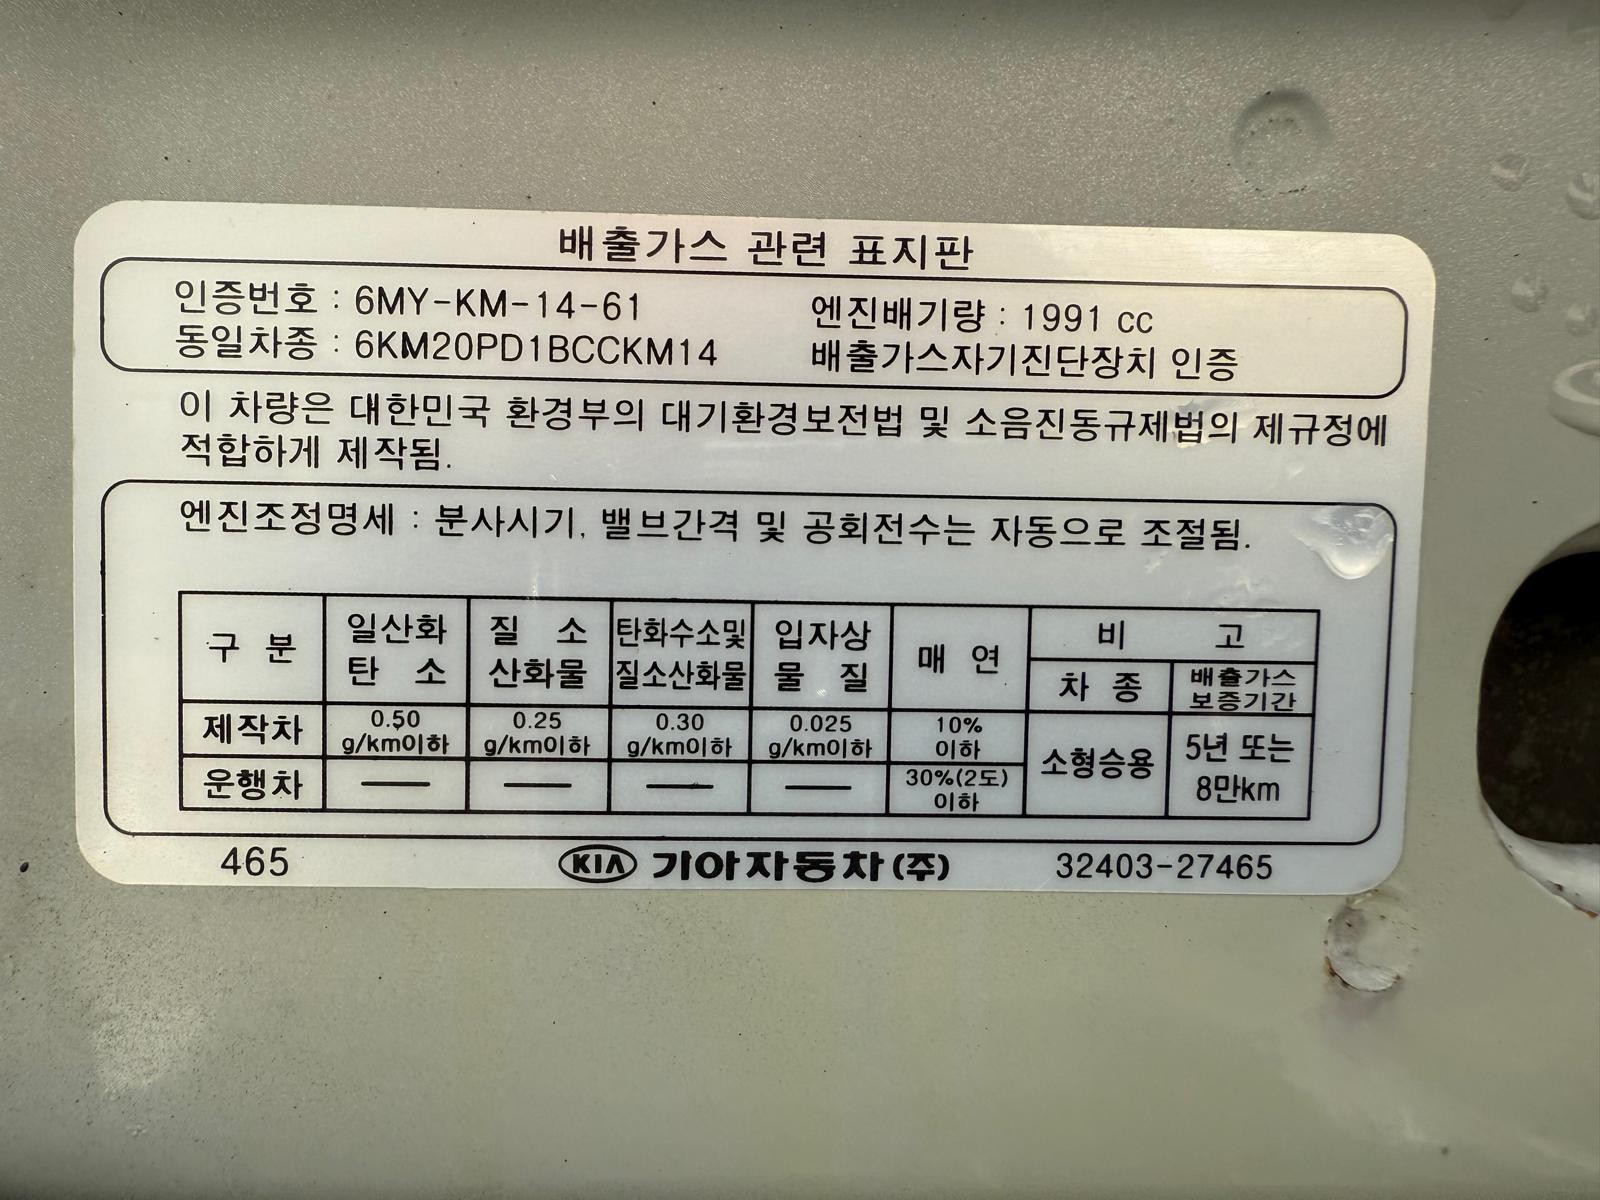 배출가스 관련 표지판
인증번호 : 6MY-KM-14-61 엔진배기량 : 1991 cc
동일차종 : 6KM20PD1BCCKM14 배출가스자기진단장치 인증
이 차량은 대한민국 환경부의 대기환경보전법 및 소음진동규제법의 제규정에
적합하게 제작됨.
엔진조정명세 : 분사시기, 밸브간격 및 공회전수는 자동으로 조절됨.
구 분 일산화 탄 소 질 소 산화물 탄화수소및 질소산화물 입자상 물 질 매 연 비 고
차 종 배출가스 보증기간
제작차 0.50 g/km이하 0.25 g/km이하 0.30 g/km이하 0.025 g/km이하 10% 이하 소형승용 5년 또는 8만km
운행차 — — — — 30%(2도) 이하
465 KIA 기아자동차(주) 32403-27465